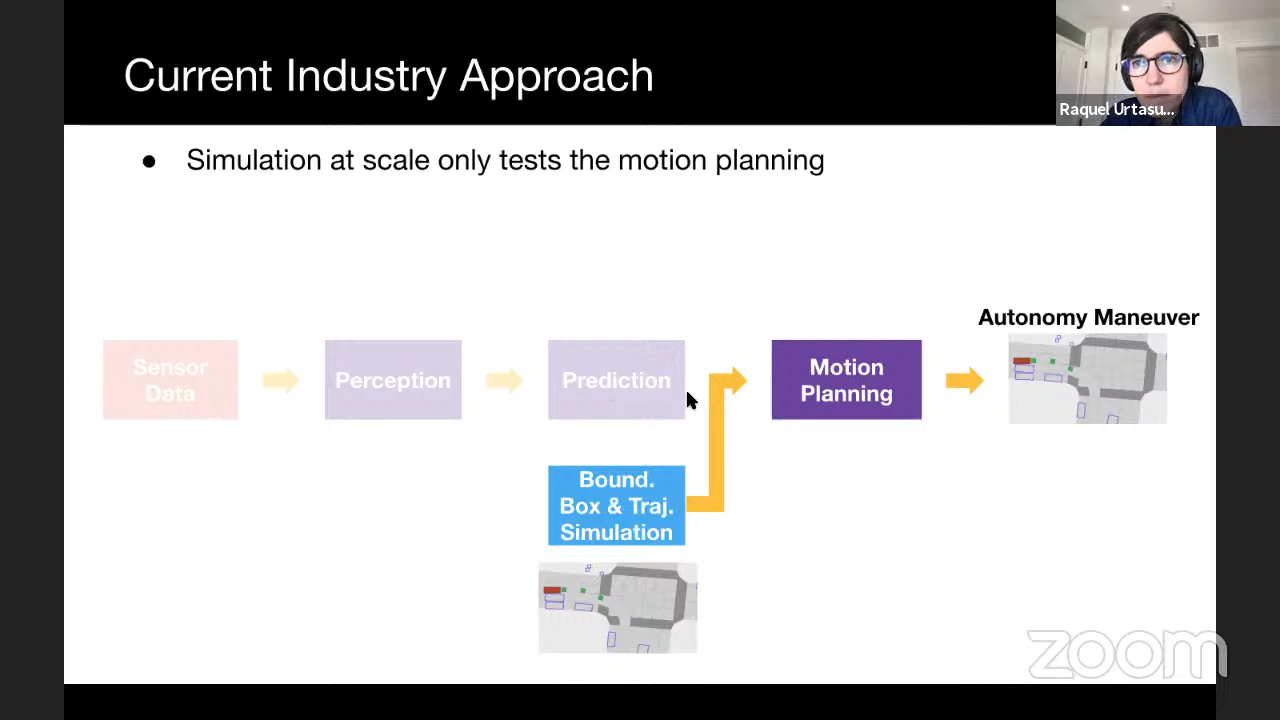 Current Industry Approach
Raquel Urtasu...
● Simulation at scale only tests the motion planning
Autonomy Maneuver
Sensor
Data
Perception
Prediction
Motion
Planning
Bound.
Box & Traj.
Simulation
zoom